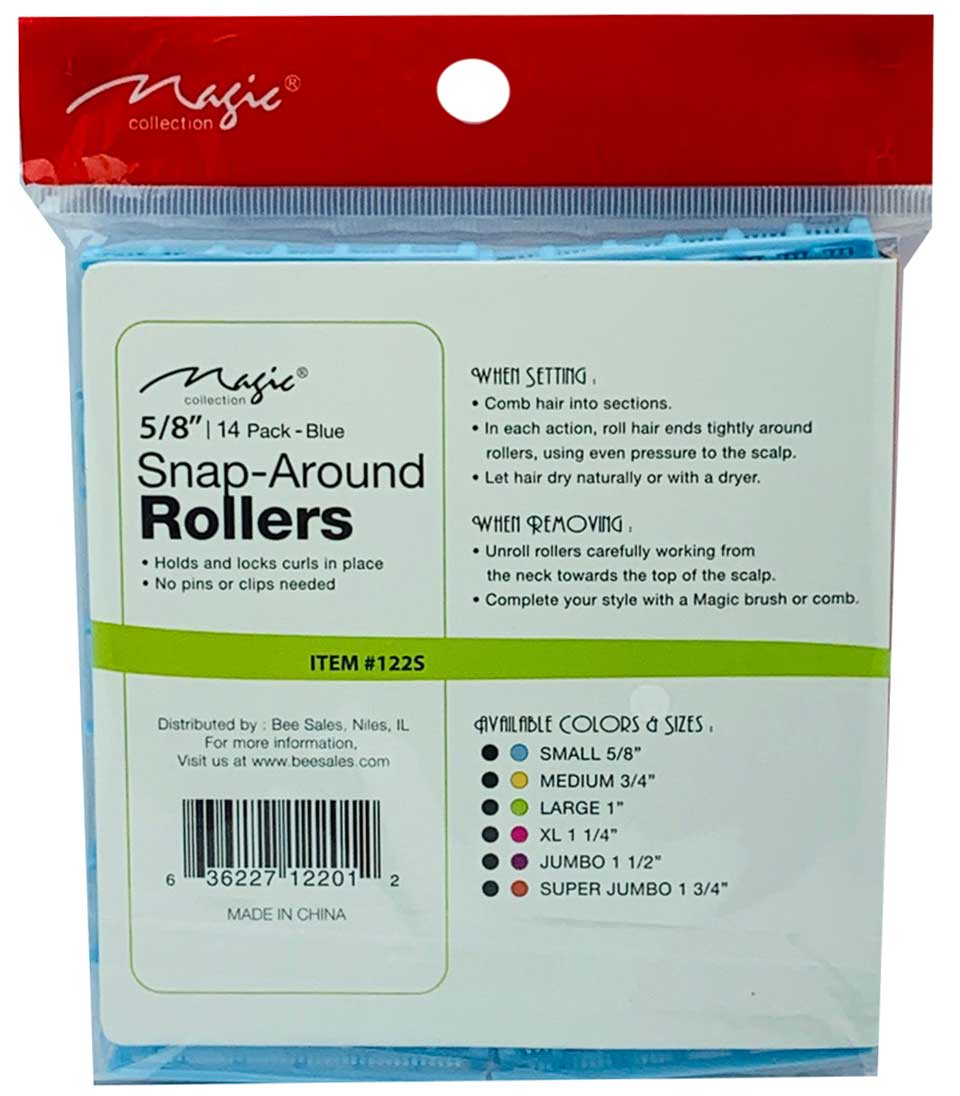 Magic®
collection
Magic®
collection
5/8" | 14 Pack - Blue
Snap-Around
Rollers
• Holds and locks curls in place
• No pins or clips needed
ITEM #122S
Distributed by : Bee Sales, Niles, IL
For more information,
Visit us at www.beesales.com
6 36227 12201 2
MADE IN CHINA
WHEN SETTING :
• Comb hair into sections.
• In each action, roll hair ends tightly around
rollers, using even pressure to the scalp.
• Let hair dry naturally or with a dryer.
WHEN REMOVING :
• Unroll rollers carefully working from
the neck towards the top of the scalp.
• Complete your style with a Magic brush or comb.
AVAILABLE COLORS & SIZES :
SMALL 5/8"
MEDIUM 3/4"
LARGE 1"
XL 1 1/4"
JUMBO 1 1/2"
SUPER JUMBO 1 3/4"